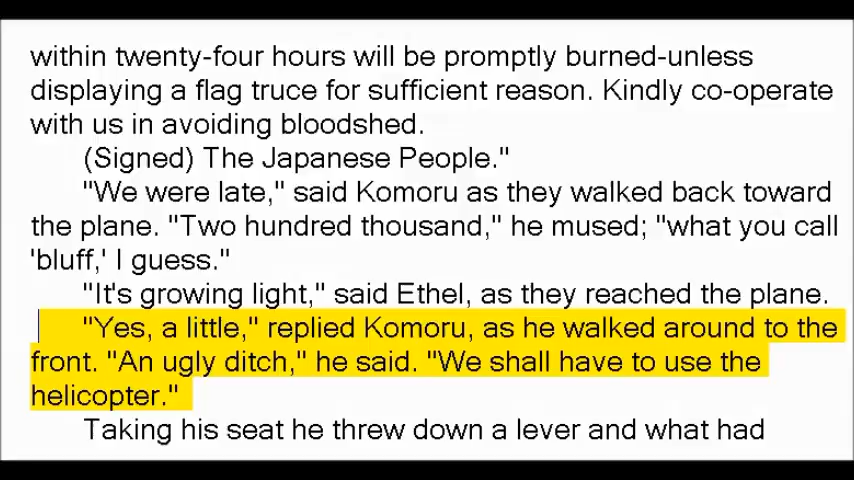 within twenty-four hours will be promptly burned-unless
displaying a flag truce for sufficient reason. Kindly co-operate
with us in avoiding bloodshed.
(Signed) The Japanese People."
"We were late," said Komoru as they walked back toward
the plane. "Two hundred thousand," he mused; "what you call
'bluff,' I guess."
"It's growing light," said Ethel, as they reached the plane.
"Yes, a little," replied Komoru, as he walked around to the
front. "An ugly ditch," he said. "We shall have to use the
helicopter."
Taking his seat he threw down a lever and what had